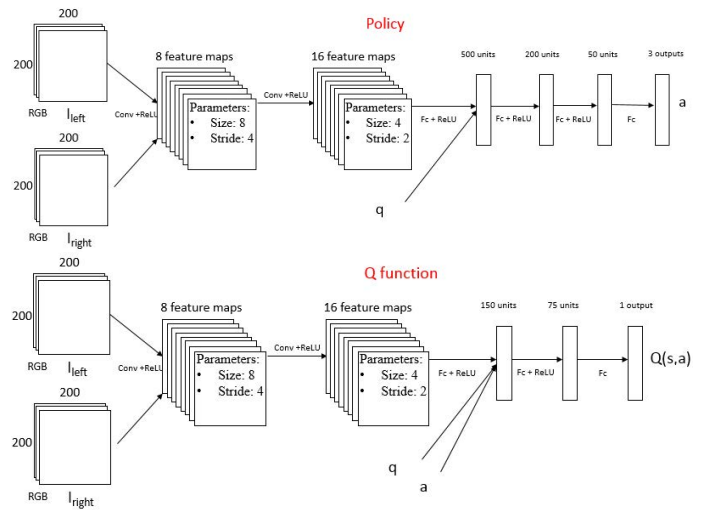 Policy
200
200
RGB
I left
200
200
RGB
I right
Conv +ReLU
8 feature maps
Parameters:
• Size: 8
• Stride: 4
Conv +ReLU
16 feature maps
Parameters:
• Size: 4
• Stride: 2
Fc + ReLU
q
500 units
Fc + ReLU
200 units
Fc + ReLU
50 units
Fc
3 outputs
a
Q function
200
200
RGB
I left
200
200
RGB
I right
Conv +ReLU
8 feature maps
Parameters:
• Size: 8
• Stride: 4
Conv +ReLU
16 feature maps
Parameters:
• Size: 4
• Stride: 2
Fc + ReLU
q
a
150 units
Fc + ReLU
75 units
Fc
1 output
Q(s,a)